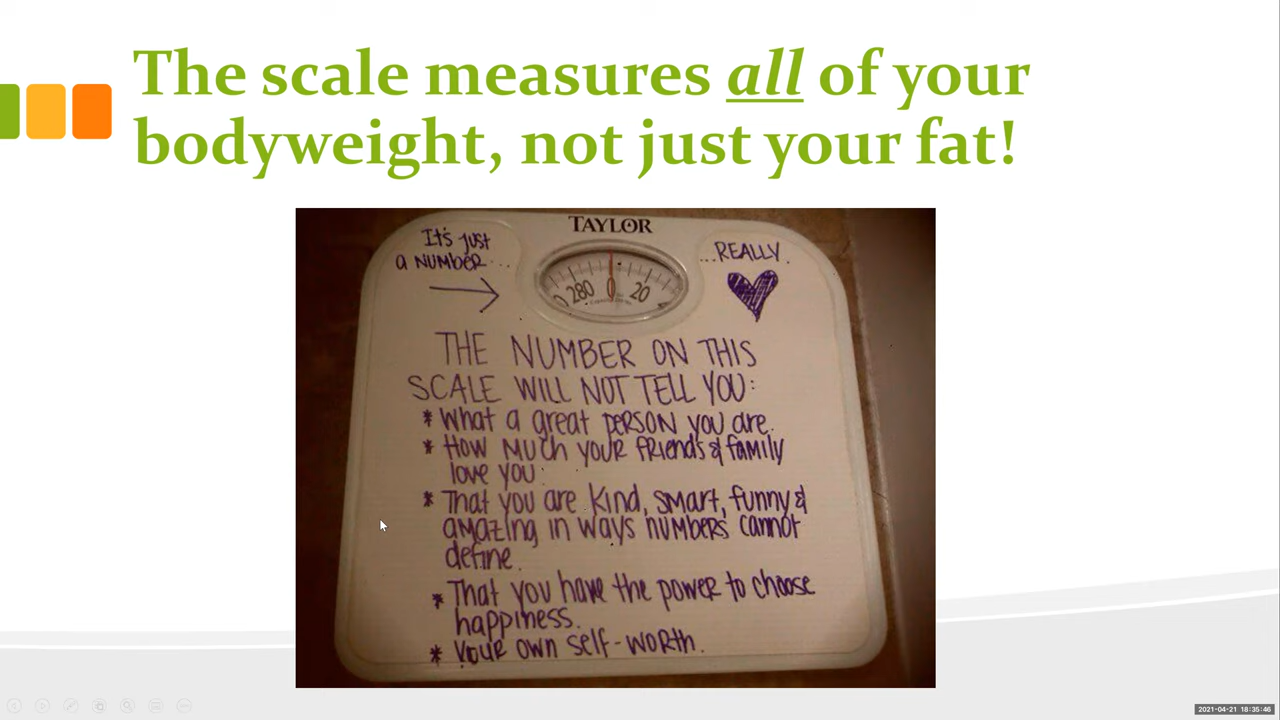 The scale measures all of your
bodyweight, not just your fat!
TAYLOR
It's just
a NUMBER...
...REALLY.
280 0 20
THE NUMBER ON THIS
SCALE WILL NOT TELL YOU:
* What a great PERSON you are.
* How Much your friends & family
love you.
* That you are kind, smart, funny &
amazing in ways numbers cannot
define.
* That you have the power to choose
happiness.
* Your own self-worth.
2021-04-21 18:35:46